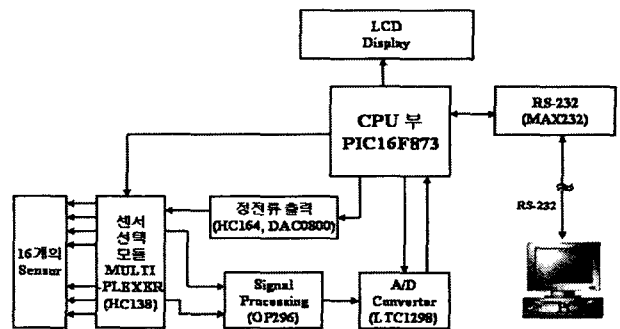 LCD
Display
CPU 부
PIC16F873
RS-232
(MAX232)
RS-232
정전류 출력
(HC164, DAC0800)
16개의
Sensor
센서
선택
모듈
MULTI
PLEXER
(HC138)
Signal
Processing
(OP296)
A/D
Converter
(LTC1298)